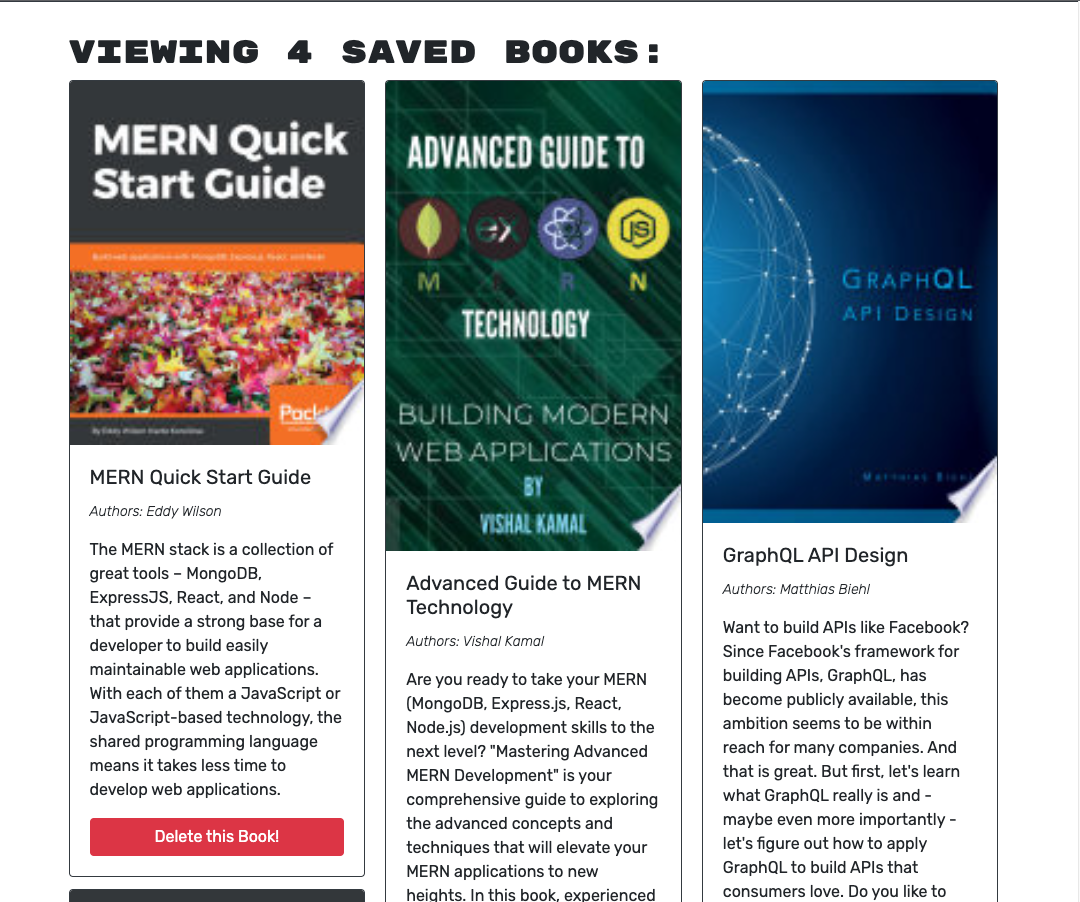 VIEWING 4 SAVED BOOKS:
MERN Quick
Start Guide
Build web applications with MongoDB, Expressjs, React, and Node
Packt
MERN Quick Start Guide
Authors: Eddy Wilson
The MERN stack is a collection of
great tools – MongoDB,
ExpressJS, React, and Node –
that provide a strong base for a
developer to build easily
maintainable web applications.
With each of them a JavaScript or
JavaScript-based technology, the
shared programming language
means it takes less time to
develop web applications.
Delete this Book!
ADVANCED GUIDE TO
ex
JS
M E R N
TECHNOLOGY
BUILDING MODERN
WEB APPLICATIONS
BY
VISHAL KAMAL
Advanced Guide to MERN
Technology
Authors: Vishal Kamal
Are you ready to take your MERN
(MongoDB, Express.js, React,
Node.js) development skills to the
next level? "Mastering Advanced
MERN Development" is your
comprehensive guide to exploring
the advanced concepts and
techniques that will elevate your
MERN applications to new
heights. In this book, experienced
GRAPHQL
API DESIGN
MATTHIAS BIEHL
GraphQL API Design
Authors: Matthias Biehl
Want to build APIs like Facebook?
Since Facebook's framework for
building APIs, GraphQL, has
become publicly available, this
ambition seems to be within
reach for many companies. And
that is great. But first, let's learn
what GraphQL really is and -
maybe even more importantly -
let's figure out how to apply
GraphQL to build APIs that
consumers love. Do you like to